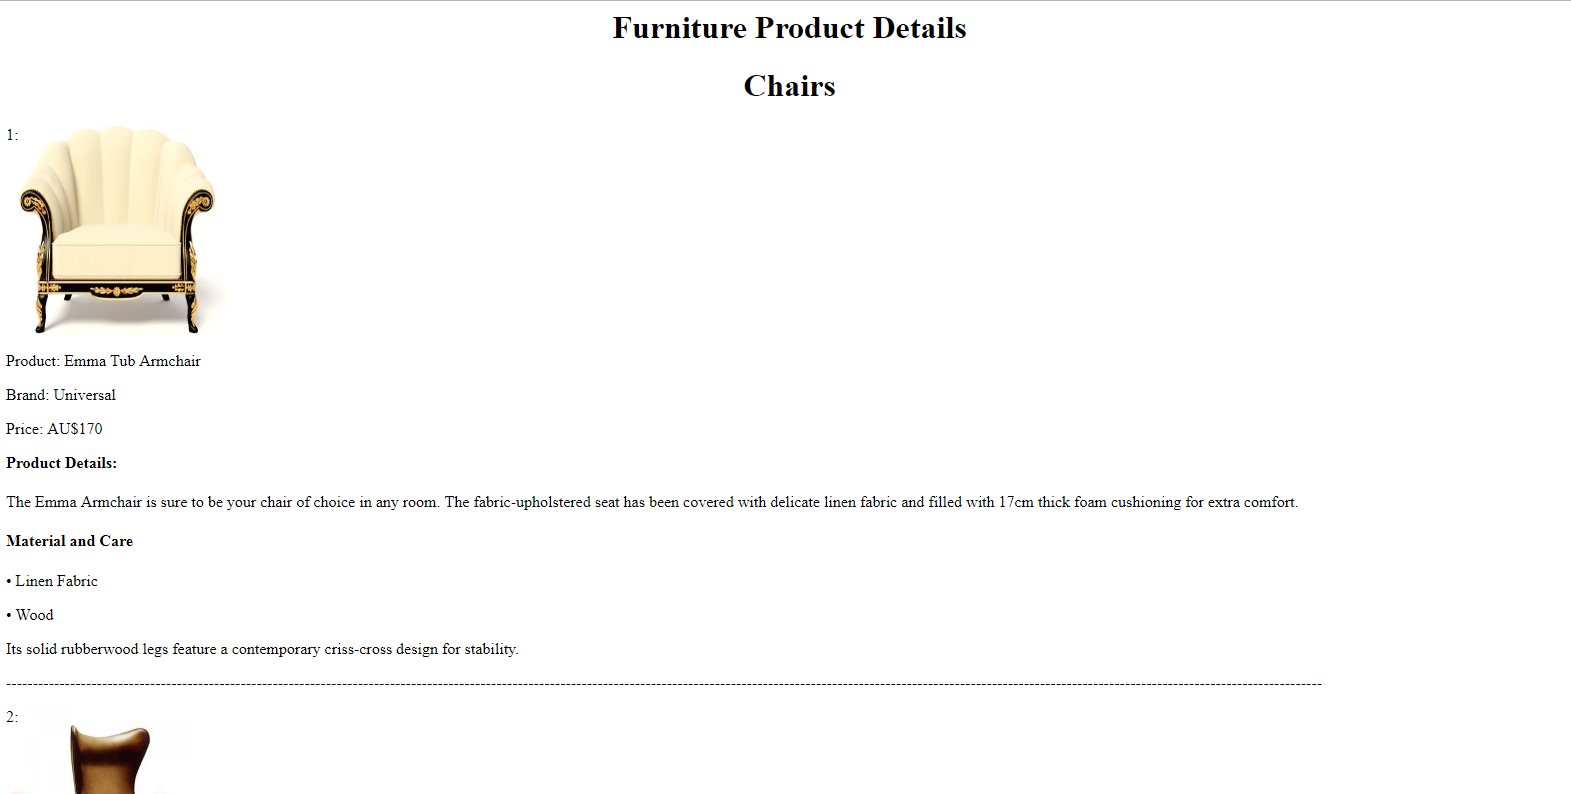 Furniture Product Details
Chairs
1:
Product: Emma Tub Armchair
Brand: Universal
Price: AU$170
Product Details:
The Emma Armchair is sure to be your chair of choice in any room. The fabric-upholstered seat has been covered with delicate linen fabric and filled with 17cm thick foam cushioning for extra comfort.
Material and Care
• Linen Fabric
• Wood
Its solid rubberwood legs feature a contemporary criss-cross design for stability.
2: